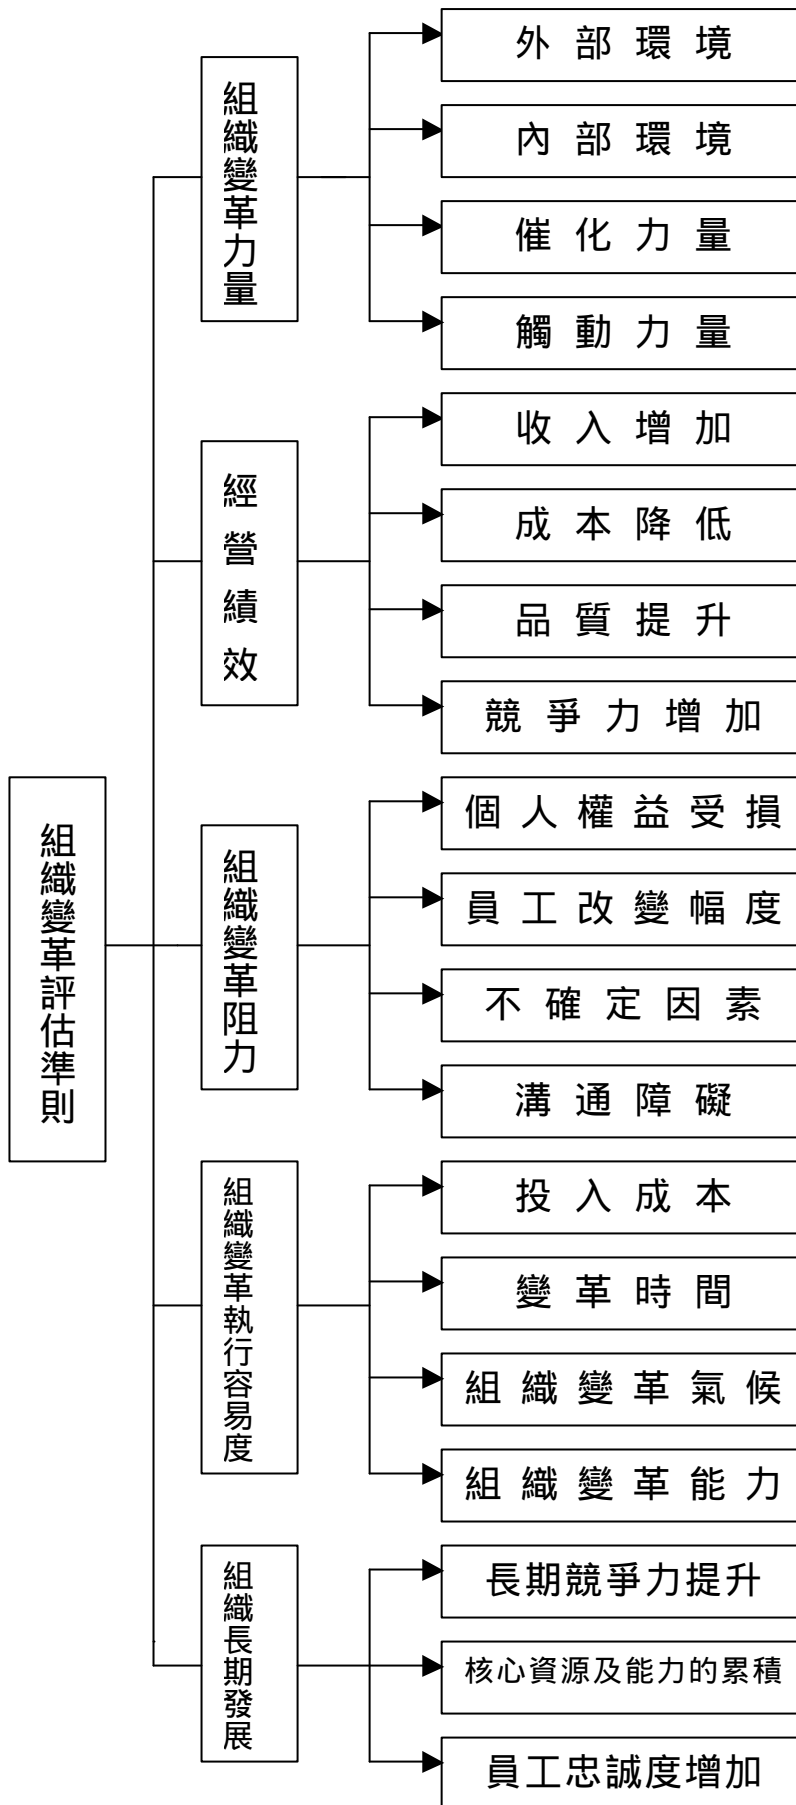 組織變革評估準則
組織變革力量
外部環境
內部環境
催化力量
觸動力量
經營績效
收入增加
成本降低
品質提升
競爭力增加
組織變革阻力
個人權益受損
員工改變幅度
不確定因素
溝通障礙
組織變革執行容易度
投入成本
變革時間
組織變革氣候
組織變革能力
組織長期發展
長期競爭力提升
核心資源及能力的累積
員工忠誠度增加